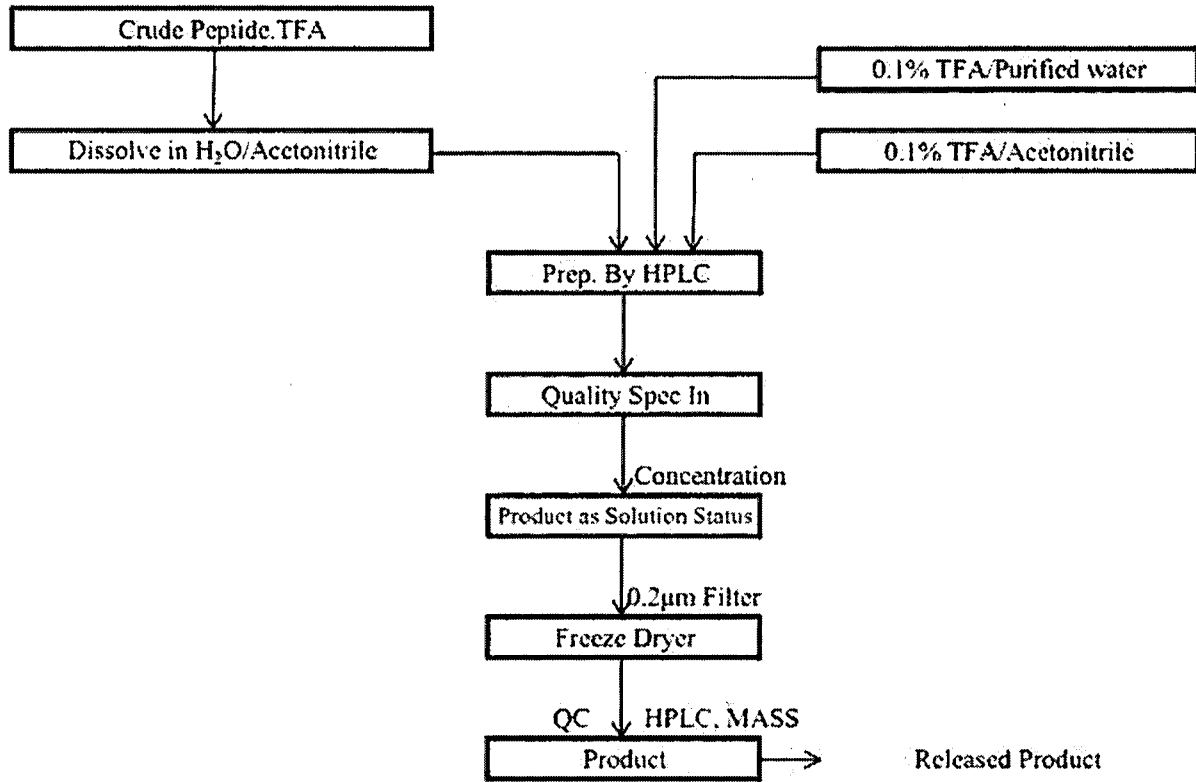 Crude Peptide.TFA
0.1% TFA/Purified water
Dissolve in H₂O/Acetonitrile
0.1% TFA/Acetonitrile
Prep. By HPLC
Quality Spec In
Concentration
Product as Solution Status
0.2μm Filter
Freeze Dryer
QC HPLC, MASS
Product
Released Product